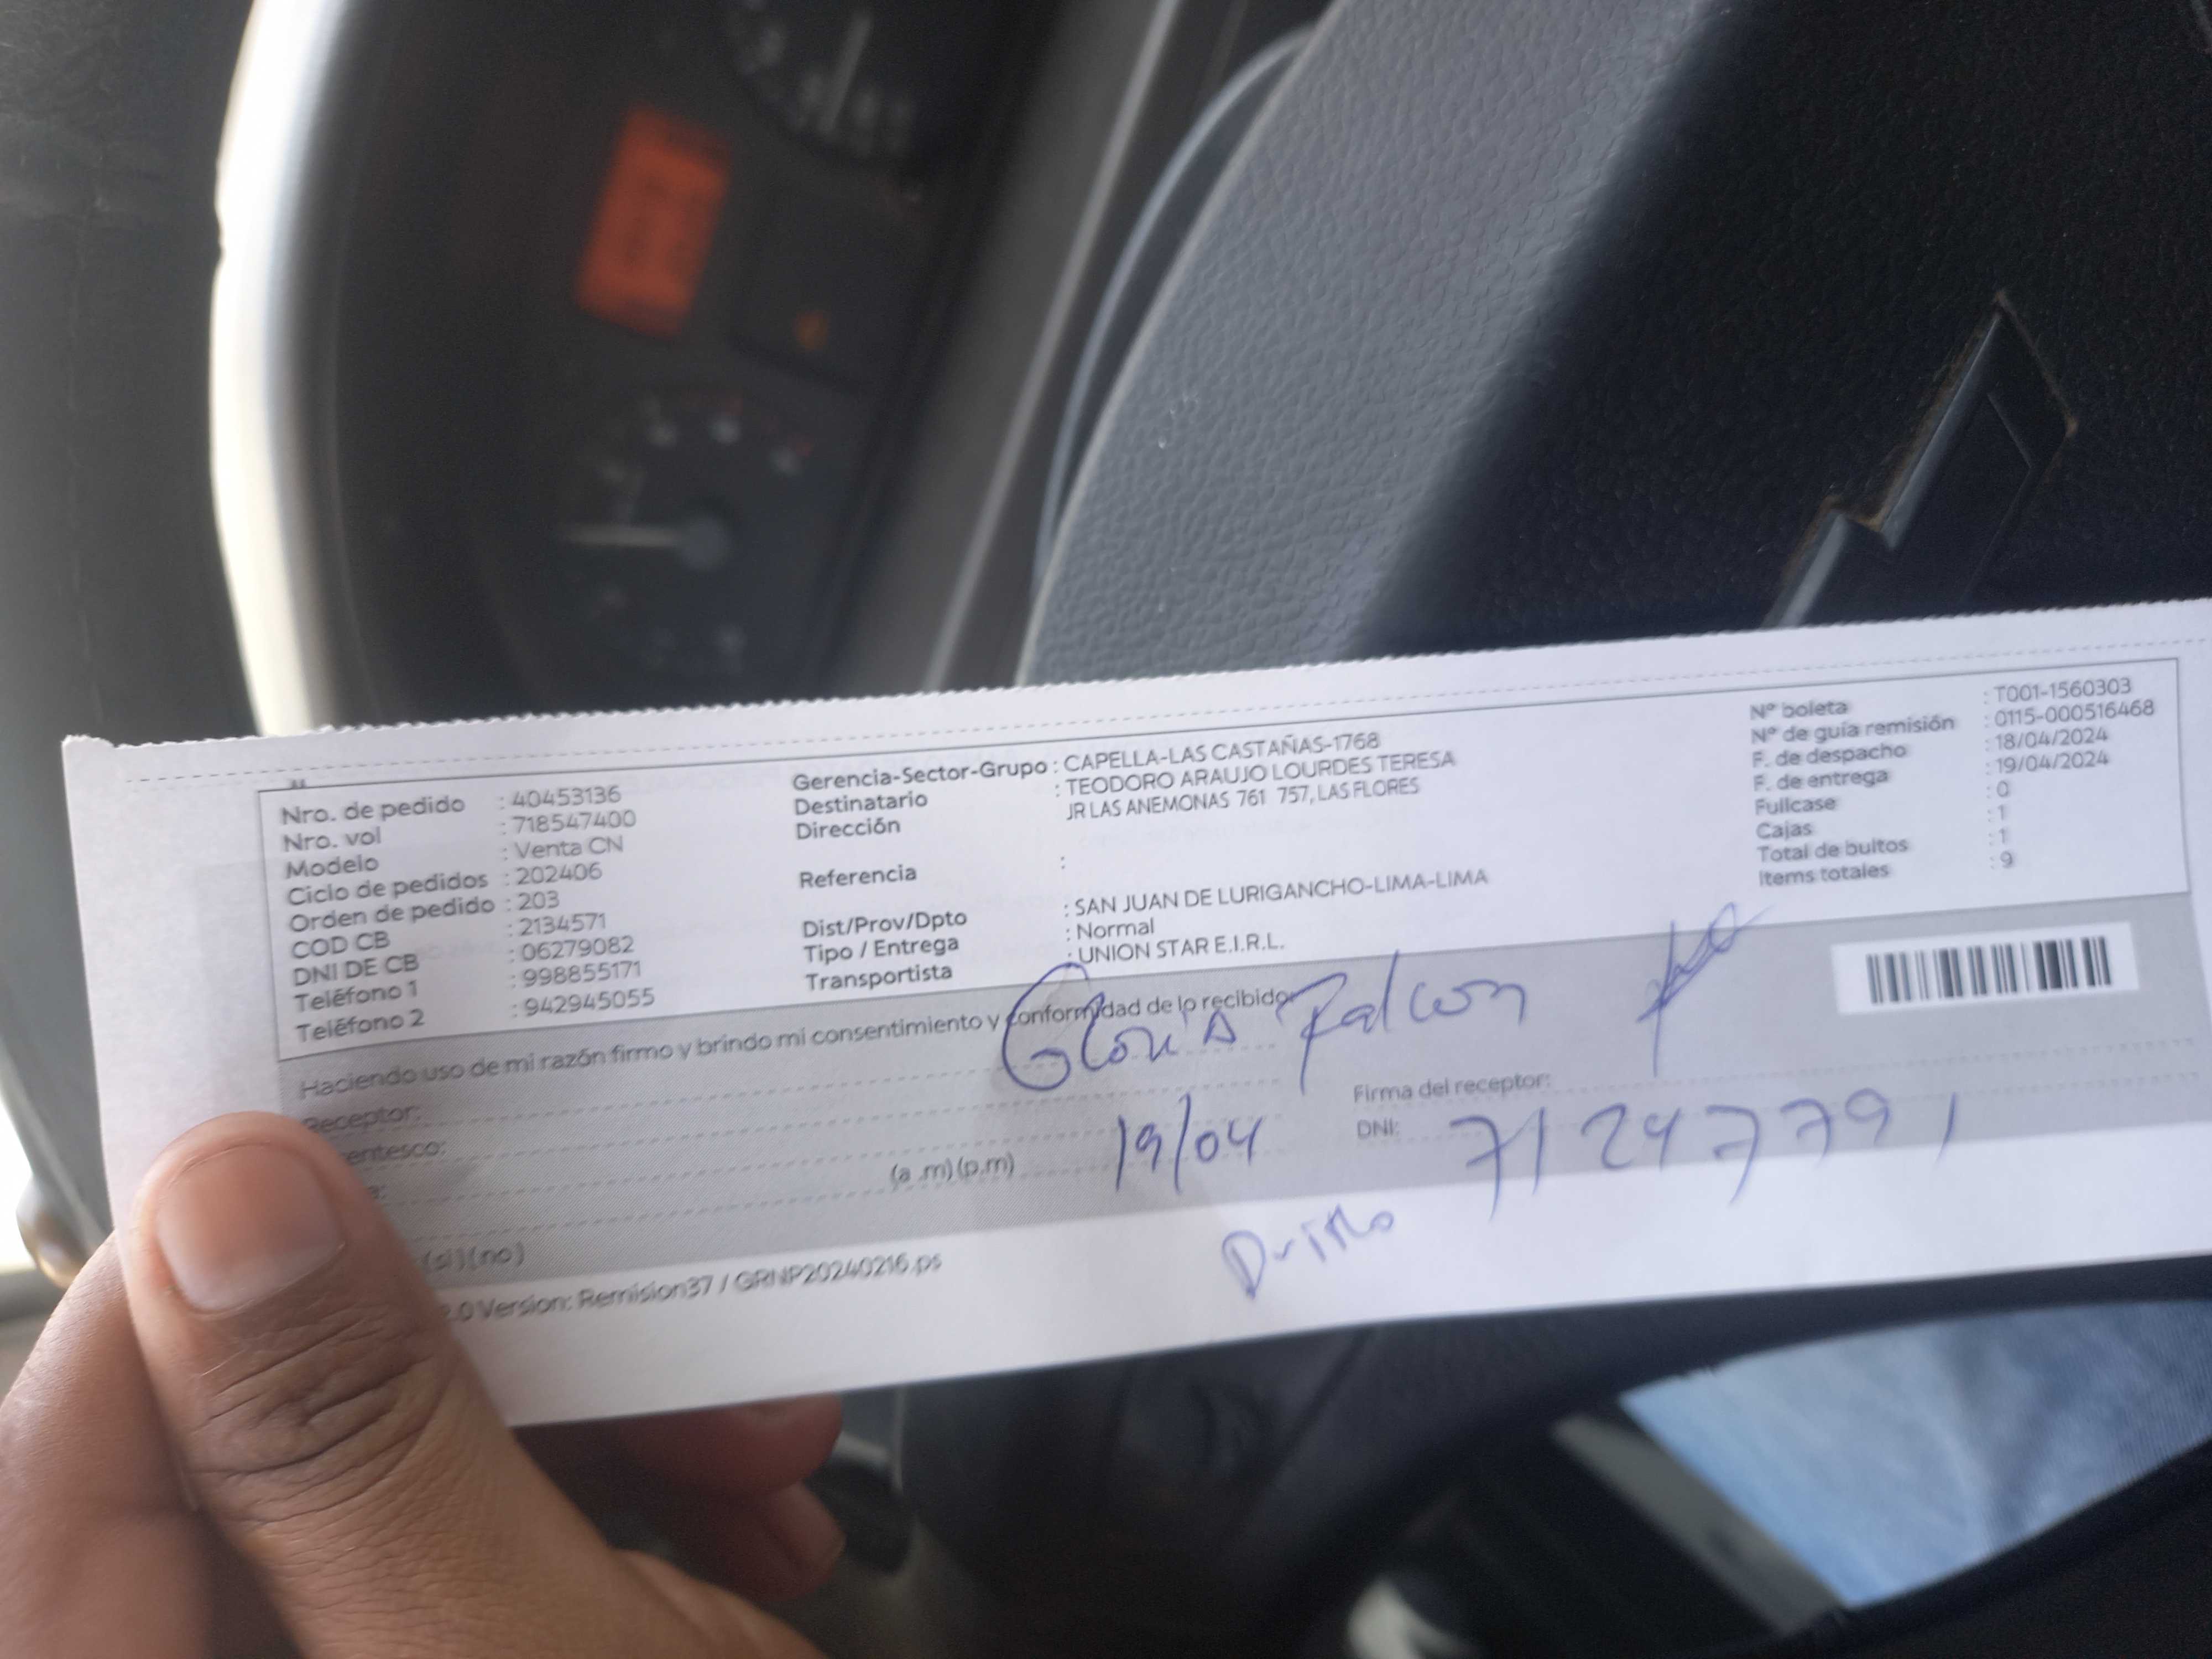 Nro. de pedido : 40453136
Nro. vol : 718547400
Modelo : Venta CN
Ciclo de pedidos : 202406
Orden de pedido : 203
COD CB : 2134571
DNI DE CB : 06279082
Teléfono 1 : 998855171
Teléfono 2 : 942945055
Gerencia-Sector-Grupo : CAPELLA-LAS CASTAÑAS-1768
Destinatario : TEODORO ARAUJO LOURDES TERESA
Dirección JR LAS ANEMONAS 761 757, LAS FLORES
Referencia :
Dist/Prov/Dpto : SAN JUAN DE LURIGANCHO-LIMA-LIMA
Tipo / Entrega : Normal
Transportista : UNION STAR E.I.R.L.
N° boleta : T001-1560303
N° de guía remisión : 0115-000516468
F. de despacho : 18/04/2024
F. de entrega : 19/04/2024
Fullcase : 0
Cajas : 1
Total de bultos : 1
Items totales : 9
Haciendo uso de mi razón firmo y brindo mi consentimiento y conformidad de lo recibido:
Receptor: Gloria Falcon
entesco:
a: (a .m) (p.m) 19/04
Firma del receptor:
DNI: 71247791
(si) (no)
2.0 Version: Remision37 / GRNP20240216.ps